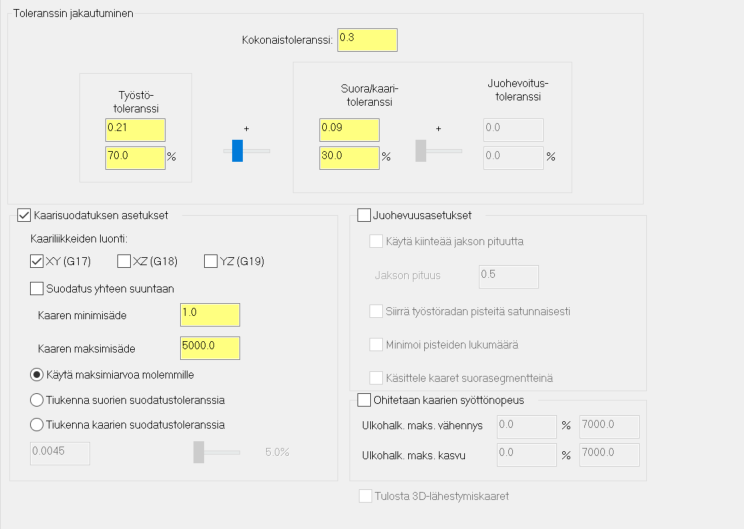 Toleranssin jakautuminen
Kokonaistoleranssi: 0.3
Työstö-
toleranssi
0.21
70.0 %
+
Suora/kaari-
toleranssi
0.09
30.0 %
+
Juohevoitus-
toleranssi
0.0
0.0 %
Kaarisuodatuksen asetukset
Kaariliikkeiden luonti:
XY (G17) XZ (G18) YZ (G19)
Suodatus yhteen suuntaan
Kaaren minimisäde 1.0
Kaaren maksimisäde 5000.0
Käytä maksimiarvoa molemmille
Tiukenna suorien suodatustoleranssia
Tiukenna kaarien suodatustoleranssia
0.0045 5.0%
Juohevuusasetukset
Käytä kiinteää jakson pituutta
Jakson pituus 0.5
Siirrä työstöradan pisteitä satunnaisesti
Minimoi pisteiden lukumäärä
Käsittele kaaret suorasegmentteinä
Ohitetaan kaarien syöttönopeus
Ulkohalk. maks. vähennys 0.0 % 7000.0
Ulkohalk. maks. kasvu 0.0 % 7000.0
Tulosta 3D-lähestymiskaaret